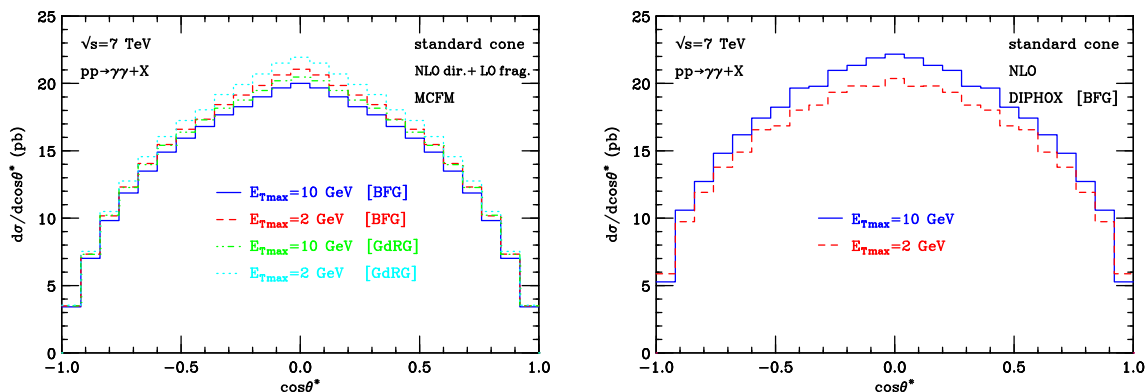 √s=7 TeV
pp→γγ+X
standard cone
NLO dir.+ LO frag.
MCFM
E_Tmax=10 GeV [BFG]
E_Tmax=2 GeV [BFG]
E_Tmax=10 GeV [GdRG]
E_Tmax=2 GeV [GdRG]
dσ/dcosθ* (pb)
25
20
15
10
5
0
-1.0 -0.5 0.0 0.5 1.0
cosθ*
√s=7 TeV
pp→γγ+X
standard cone
NLO
DIPHOX [BFG]
E_Tmax=10 GeV
E_Tmax=2 GeV
dσ/dcosθ* (pb)
25
20
15
10
5
0
-1.0 -0.5 0.0 0.5 1.0
cosθ*